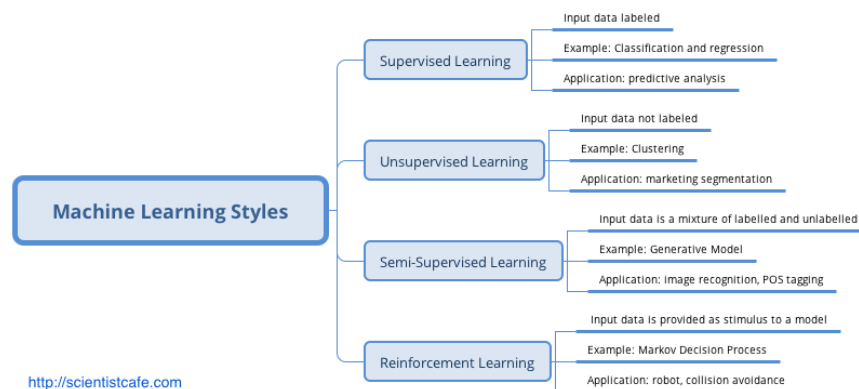 Machine Learning Styles
Supervised Learning
Input data labeled
Example: Classification and regression
Application: predictive analysis
Unsupervised Learning
Input data not labeled
Example: Clustering
Application: marketing segmentation
Semi-Supervised Learning
Input data is a mixture of labelled and unlabelled
Example: Generative Model
Application: image recognition, POS tagging
Reinforcement Learning
Input data is provided as stimulus to a model
Example: Markov Decision Process
Application: robot, collision avoidance
http://scientistcafe.com